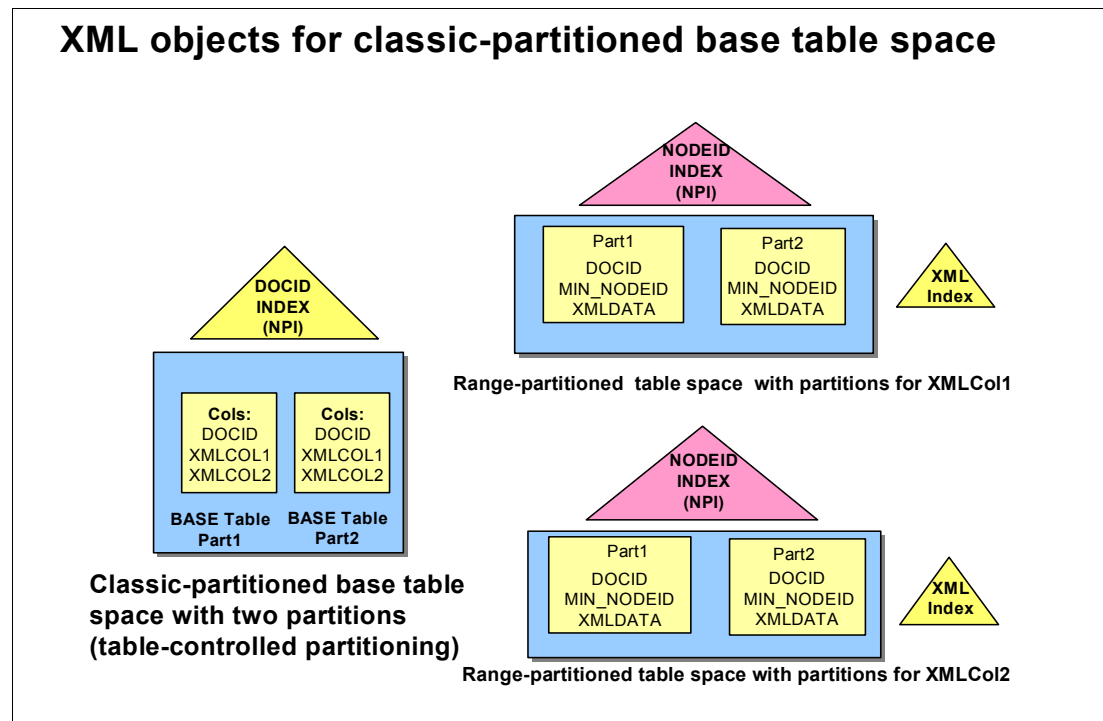 XML objects for classic-partitioned base table space
DOCID
INDEX
(NPI)
Cols:
DOCID
XMLCOL1
XMLCOL2
Cols:
DOCID
XMLCOL1
XMLCOL2
BASE Table
Part1
BASE Table
Part2
Classic-partitioned base table
space with two partitions
(table-controlled partitioning)
NODEID
INDEX
(NPI)
Part1
DOCID
MIN_NODEID
XMLDATA
Part2
DOCID
MIN_NODEID
XMLDATA
XML
Index
Range-partitioned table space with partitions for XMLCol1
NODEID
INDEX
(NPI)
Part1
DOCID
MIN_NODEID
XMLDATA
Part2
DOCID
MIN_NODEID
XMLDATA
XML
Index
Range-partitioned table space with partitions for XMLCol2